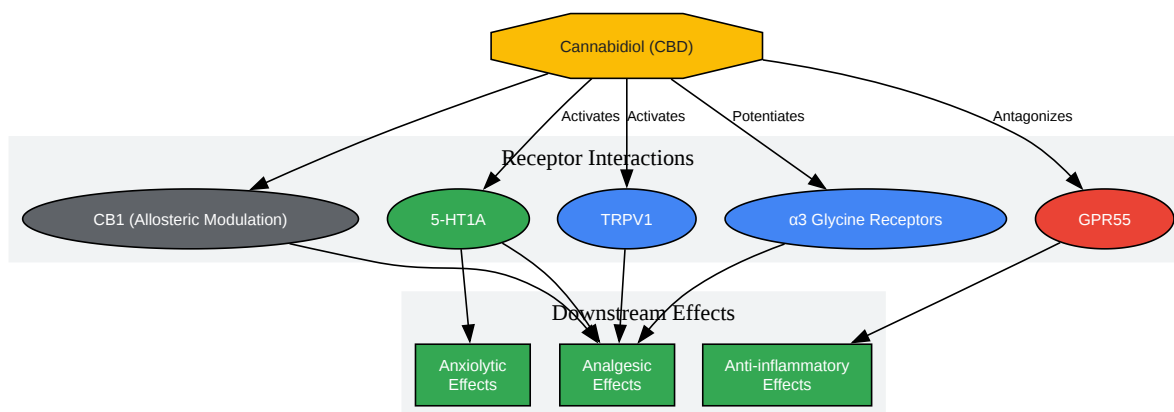 Cannabidiol (CBD)
Activates
Activates
Potentiates
Antagonizes
Receptor Interactions
CB1 (Allosteric Modulation)
5-HT1A
TRPV1
α3 Glycine Receptors
GPR55
Downstream Effects
Anxiolytic
Effects
Analgesic
Effects
Anti-inflammatory
Effects